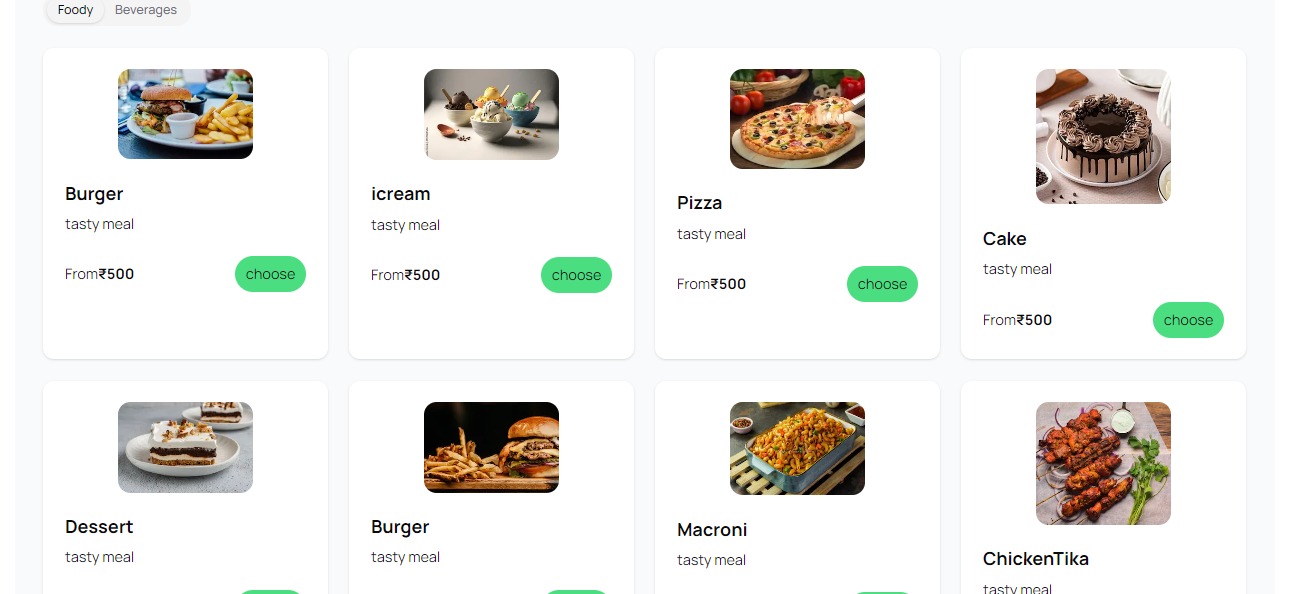 Foody Beverages
Burger
tasty meal
From₹500 choose
icream
tasty meal
From₹500 choose
Pizza
tasty meal
From₹500 choose
Cake
tasty meal
From₹500 choose
Dessert
tasty meal
Burger
tasty meal
Macroni
tasty meal
ChickenTika
tasty meal